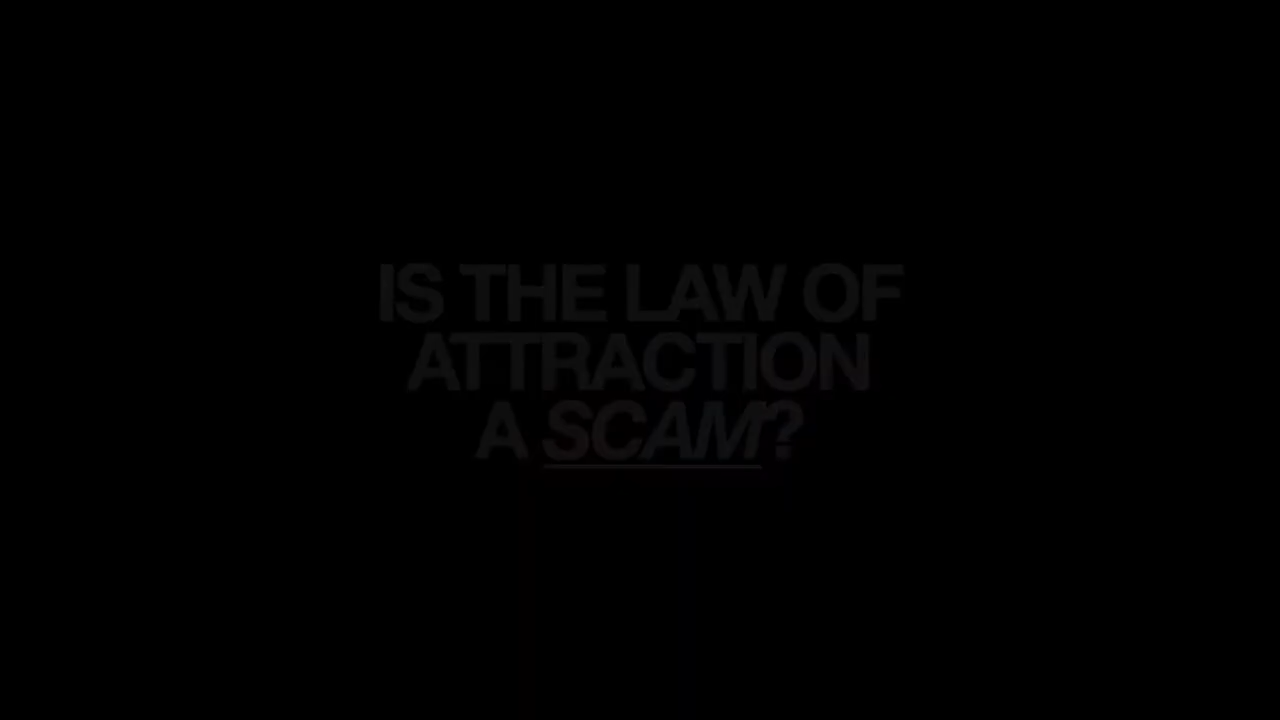 IS THE LAW OF
ATTRACTION
A SCAM?